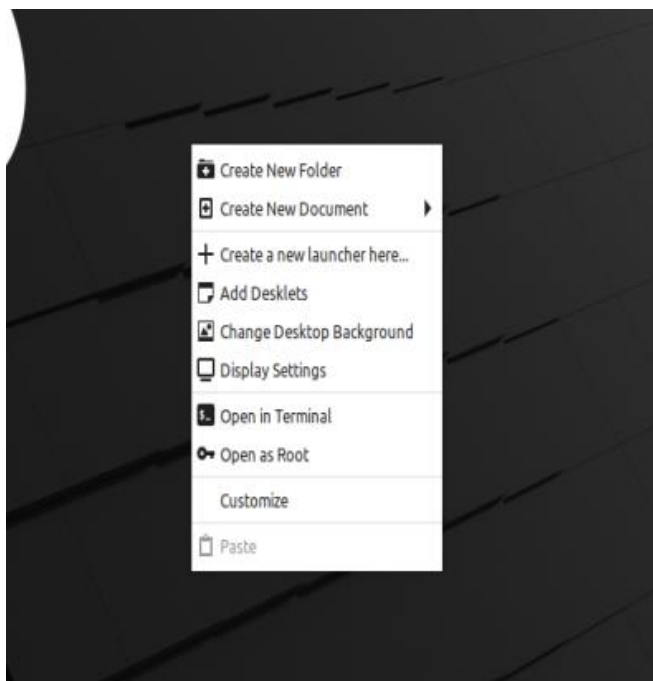 Create New Folder
Create New Document
Create a new launcher here...
Add Desklets
Change Desktop Background
Display Settings
Open in Terminal
Open as Root
Customize
Paste